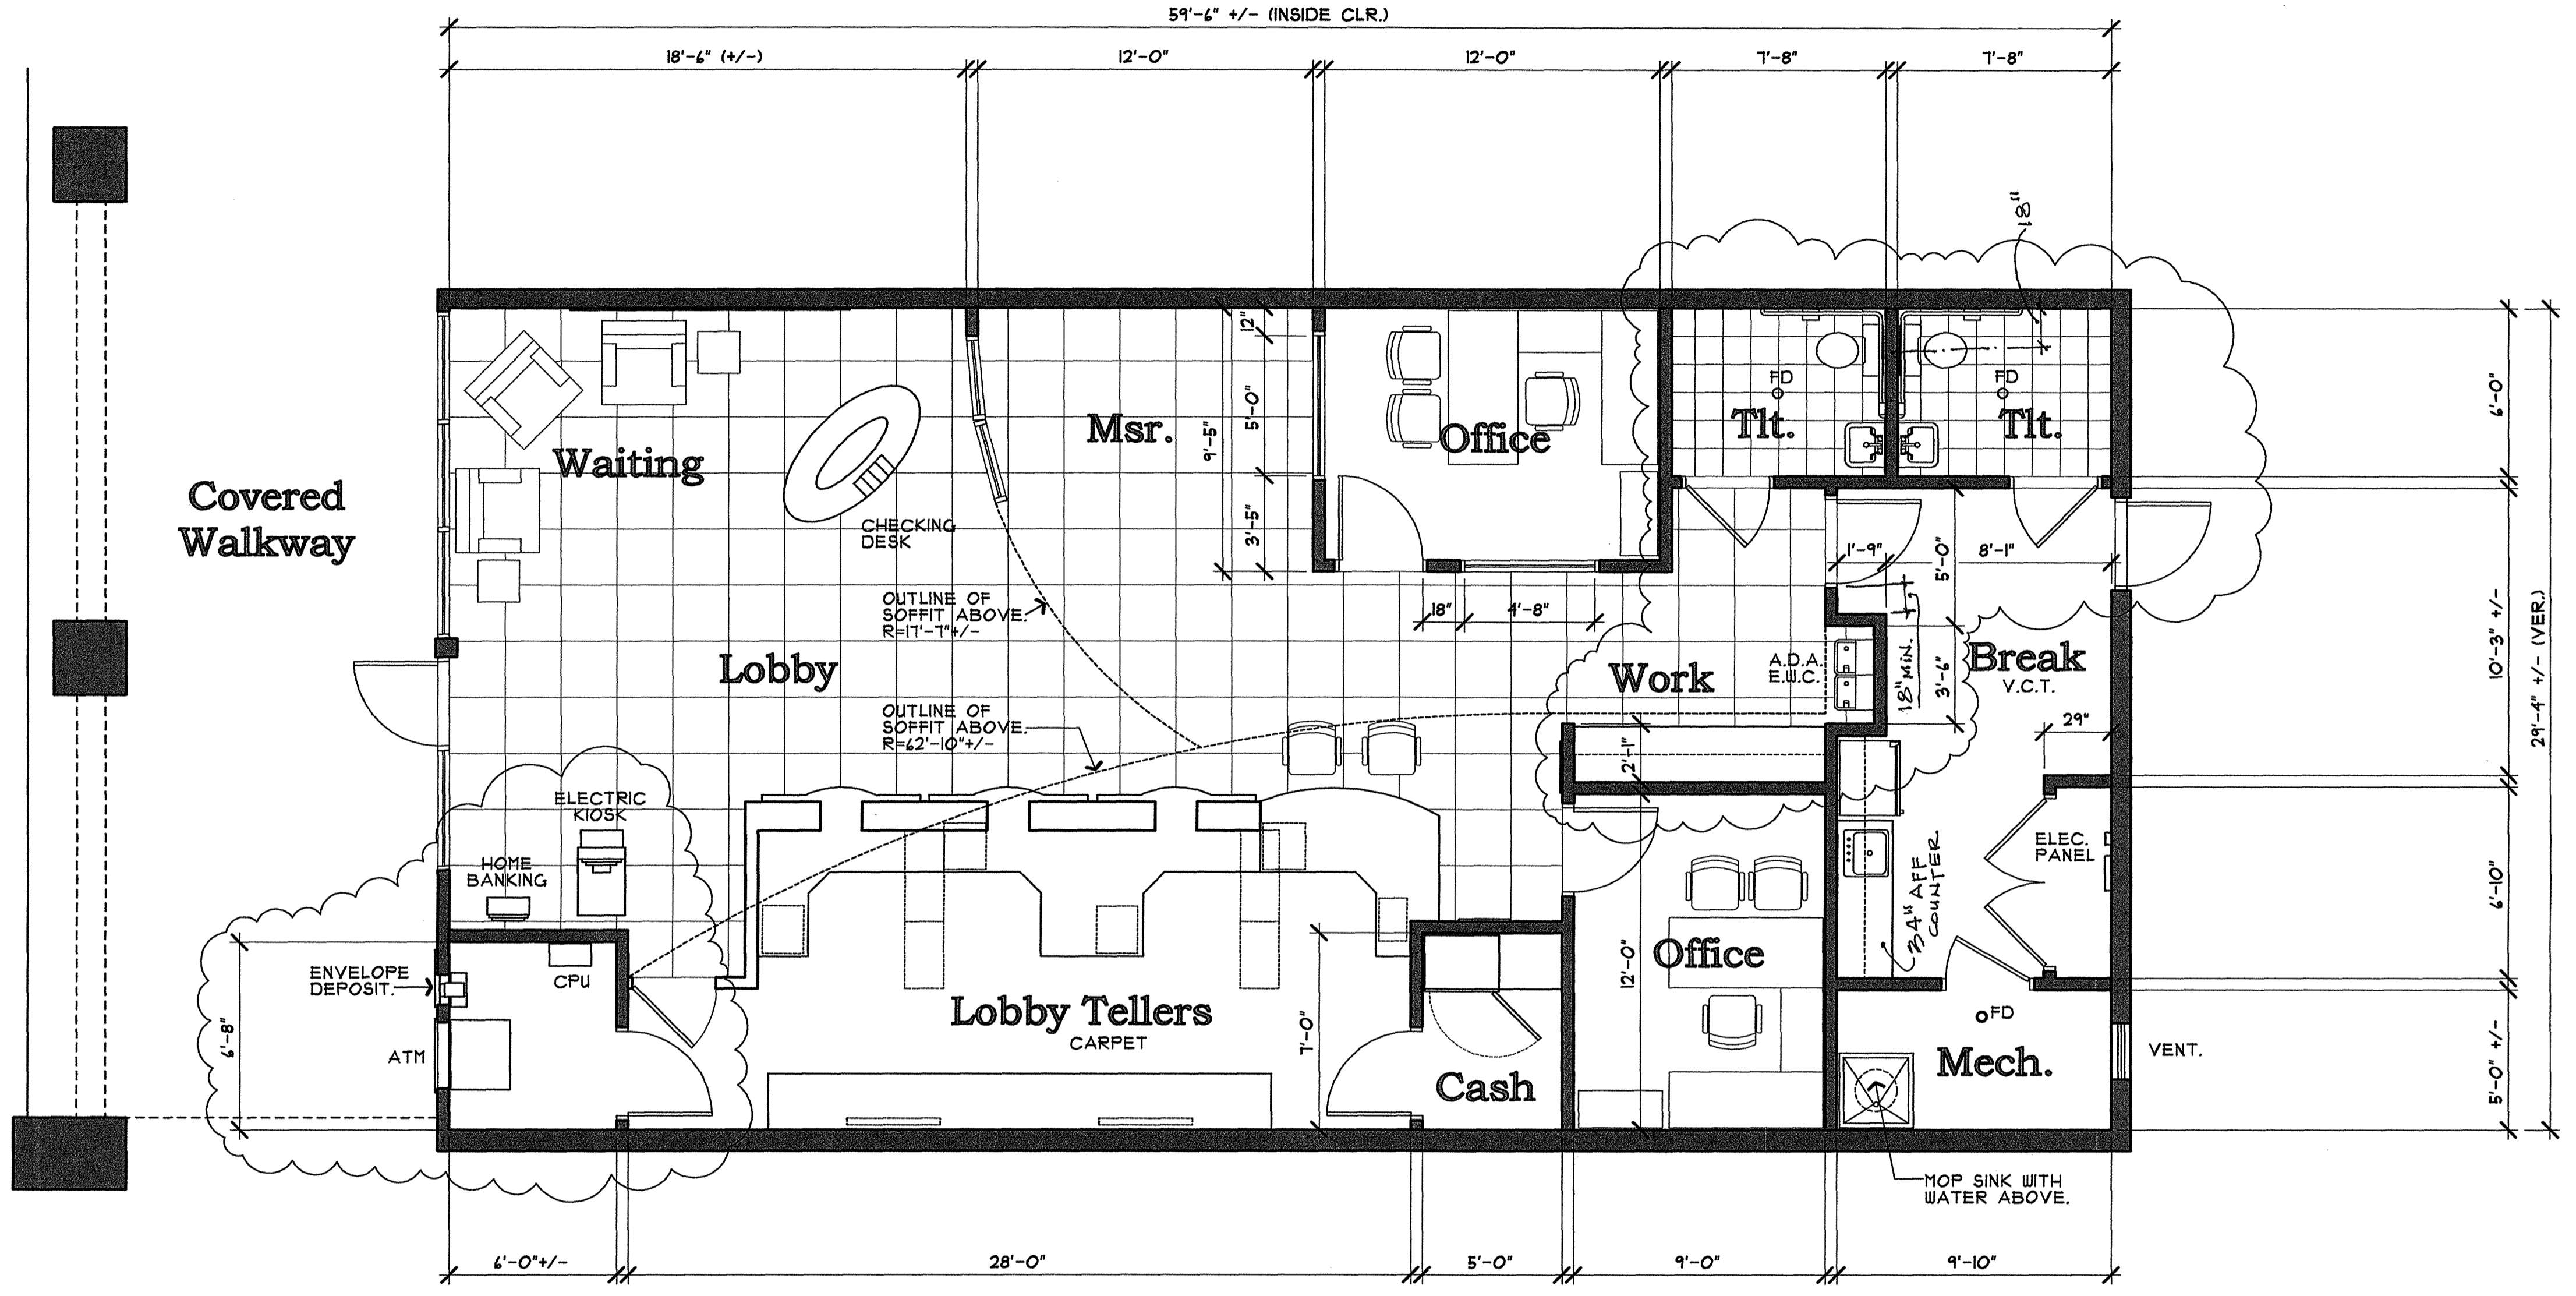 59'-6" +/- (INSIDE CLR.)
18'-6" (+/-)
12'-0"
12'-0"
7'-8"
7'-8"
18"
12"
5'-0"
9'-5"
3'-5"
Msr.
Office
FD
Tlt.
FD
Tlt.
6'-0"
Waiting
Covered
Walkway
CHECKING
DESK
OUTLINE OF
SOFFIT ABOVE.
R=17'-7"+/-
18"
4'-8"
1'-9"
5'-0"
8'-1"
10'-3" +/-
29'-4" +/- (VER.)
Lobby
Work
A.D.A.
E.W.C.
18" MIN.
3'-6"
Break
V.C.T.
OUTLINE OF
SOFFIT ABOVE.
R=62'-10"+/-
2'-1"
29"
ELECTRIC
KIOSK
HOME
BANKING
ELEC.
PANEL
34" AFF
COUNTER
6'-10"
ENVELOPE
DEPOSIT.
CPU
6'-8"
ATM
Lobby Tellers
CARPET
7'-0"
Cash
12'-0"
Office
FD
Mech.
VENT.
5'-0" +/-
MOP SINK WITH
WATER ABOVE.
6'-0"+/-
28'-0"
5'-0"
9'-0"
9'-10"